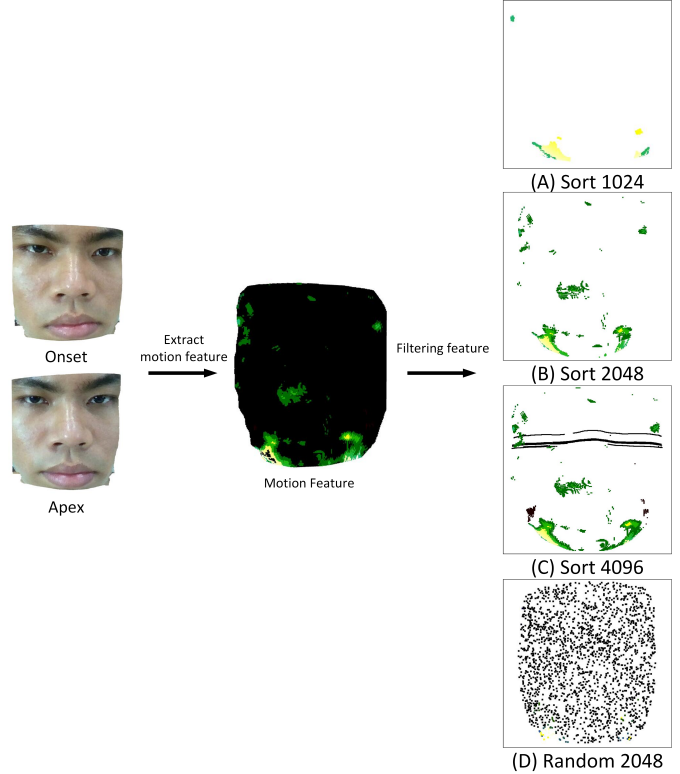 Onset
Apex
Extract
motion feature
Motion Feature
Filtering feature
(A) Sort 1024
(B) Sort 2048
(C) Sort 4096
(D) Random 2048